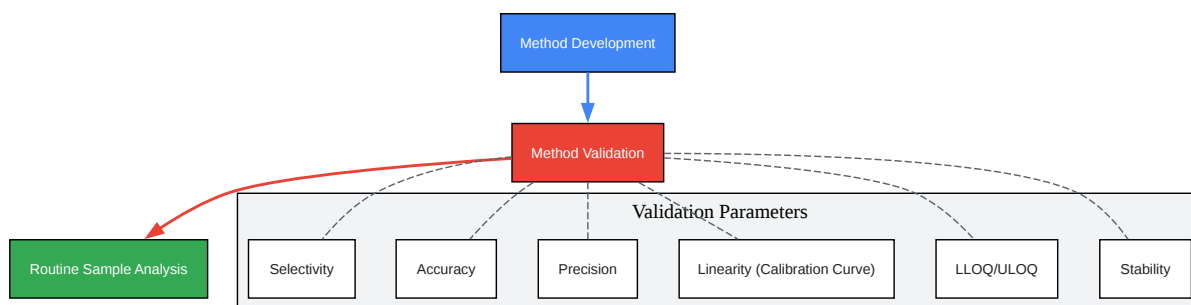 Method Development
Method Validation
Validation Parameters
Routine Sample Analysis
Selectivity
Accuracy
Precision
Linearity (Calibration Curve)
LLOQ/ULOQ
Stability